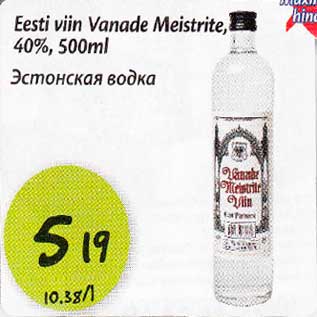 Eesti viin Vanade Meistrite,
40%, 500ml
Эстонская водка
Vanade
Meistrite
Viin
5 19
10.38/l